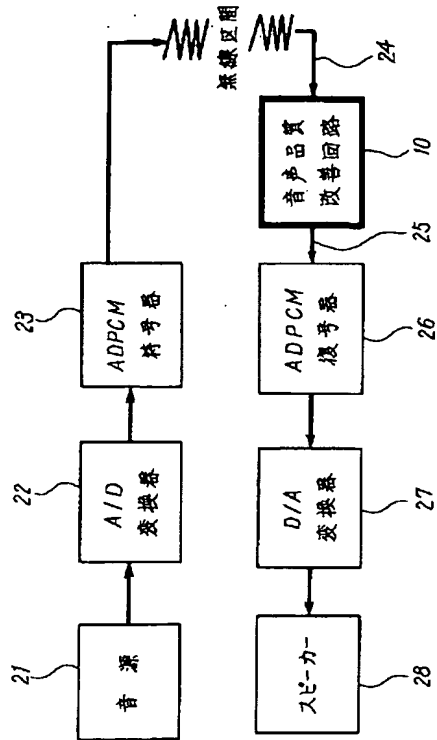 21
音源
22
A/D
変換器
23
ADPCM
符号器
無線区間
24
音声品質
改善回路
10
25
ADPCM
復号器
26
D/A
変換器
27
スピーカー
28